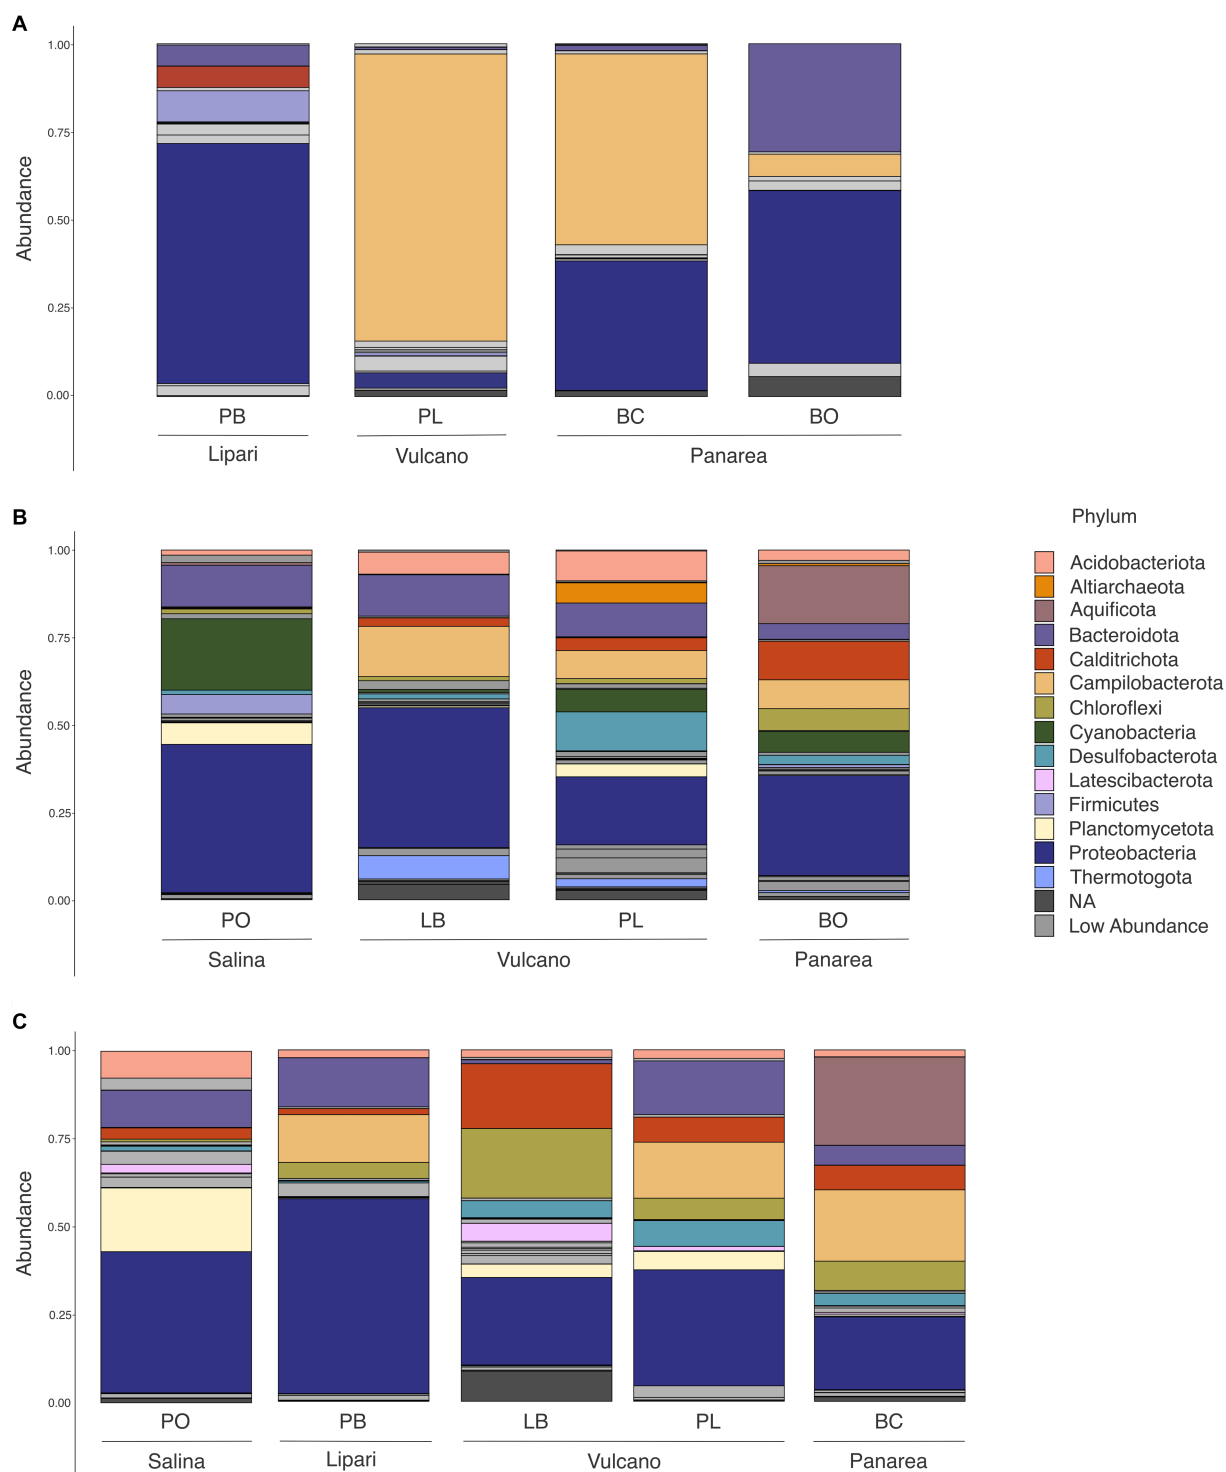 A
1.00
0.75
0.50
0.25
0.00
Abundance
PB
PL
BC
BO
Lipari
Vulcano
Panarea
B
1.00
0.75
0.50
0.25
0.00
Abundance
PO
LB
PL
BO
Salina
Vulcano
Panarea
Phylum
Acidobacteriota
Altiarchaeota
Aquificota
Bacteroidota
Calditrichota
Campilobacterota
Chloroflexi
Cyanobacteria
Desulfobacterota
Latescibacterota
Firmicutes
Planctomycetota
Proteobacteria
Thermotogota
NA
Low Abundance
C
1.00
0.75
0.50
0.25
0.00
Abundance
PO
PB
LB
PL
BC
Salina
Lipari
Vulcano
Panarea